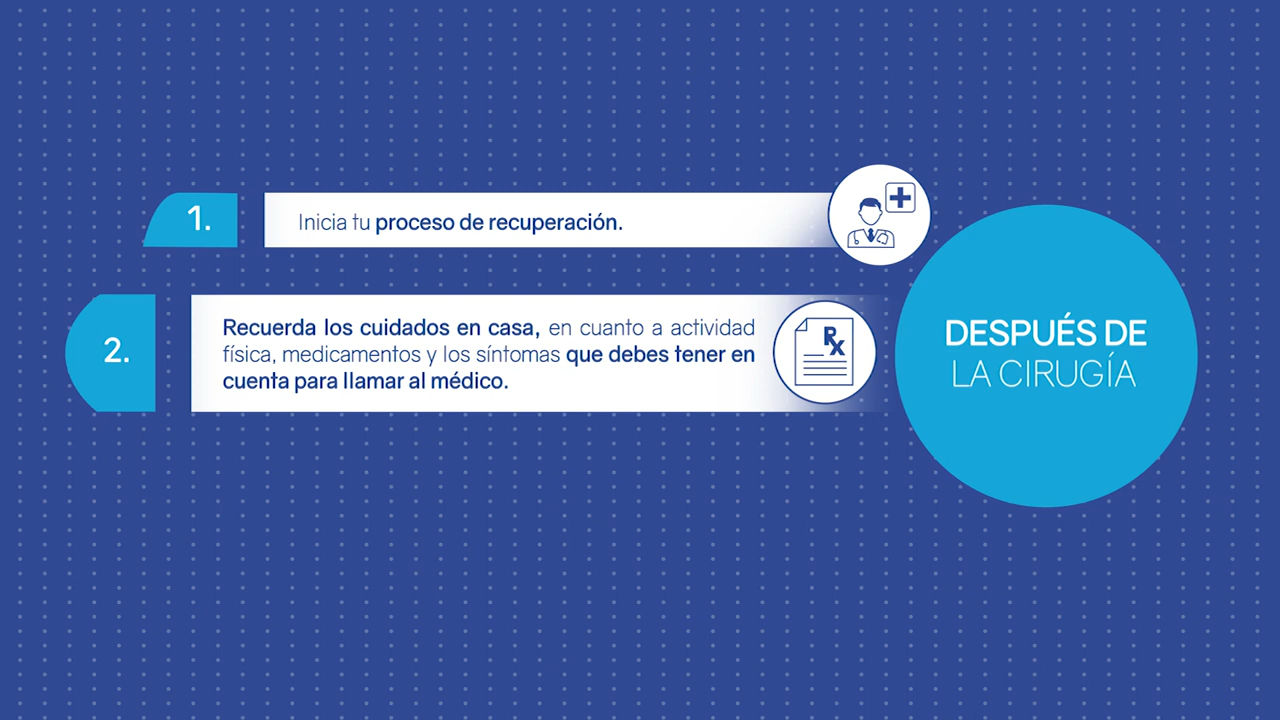 1.
Inicia tu proceso de recuperación.
2.
Recuerda los cuidados en casa, en cuanto a actividad
física, medicamentos y los síntomas que debes tener en
cuenta para llamar al médico.
RX
DESPUÉS DE
LA CIRUGÍA